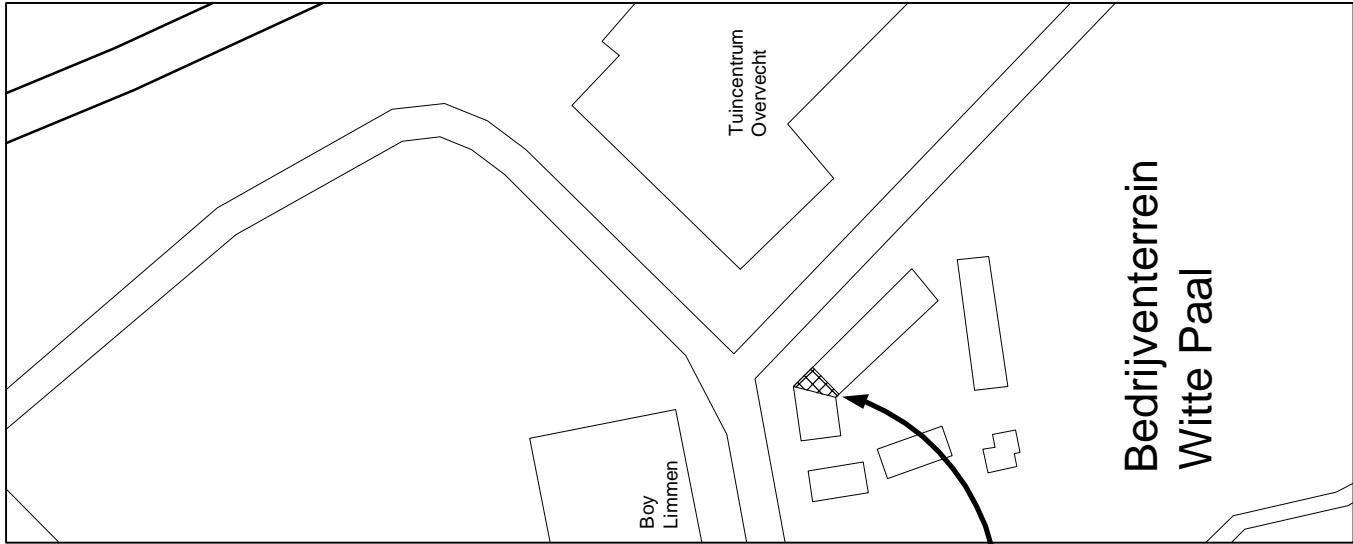 Tuincentrum
Overvecht
Boy
Limmen
Bedrijventerrein
Witte Paal